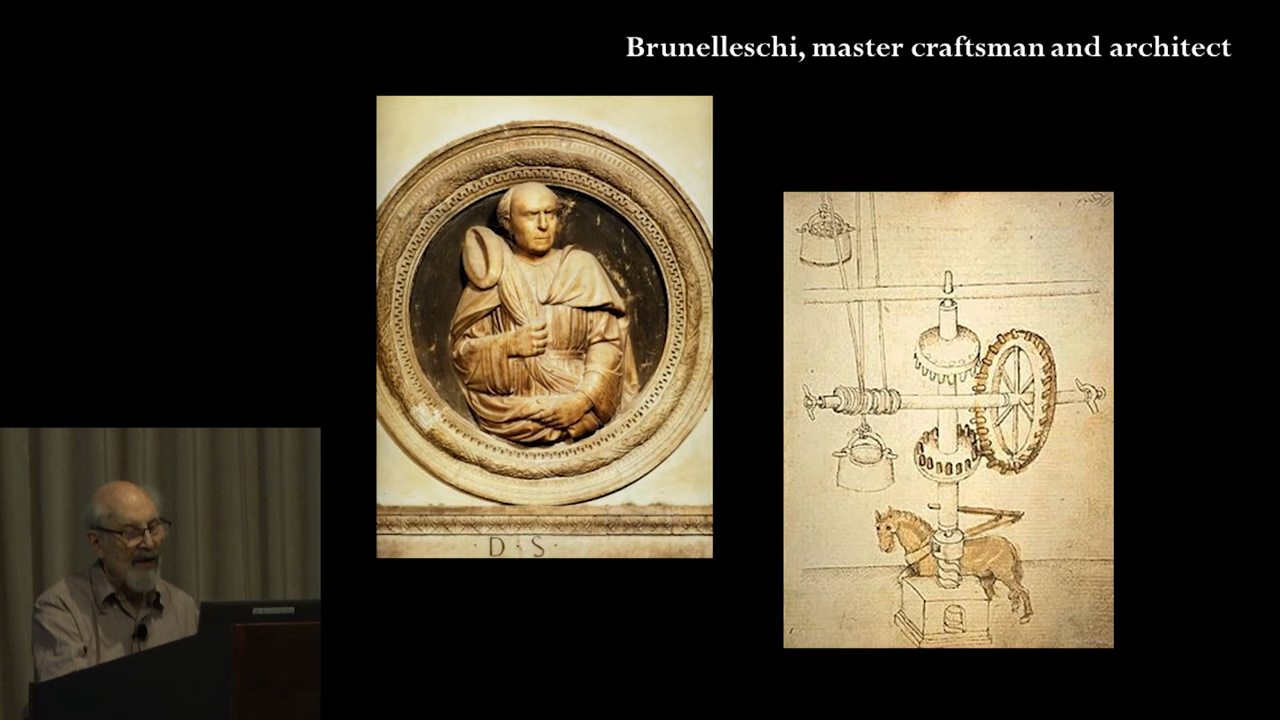 Brunelleschi, master craftsman and architect
· D · S ·